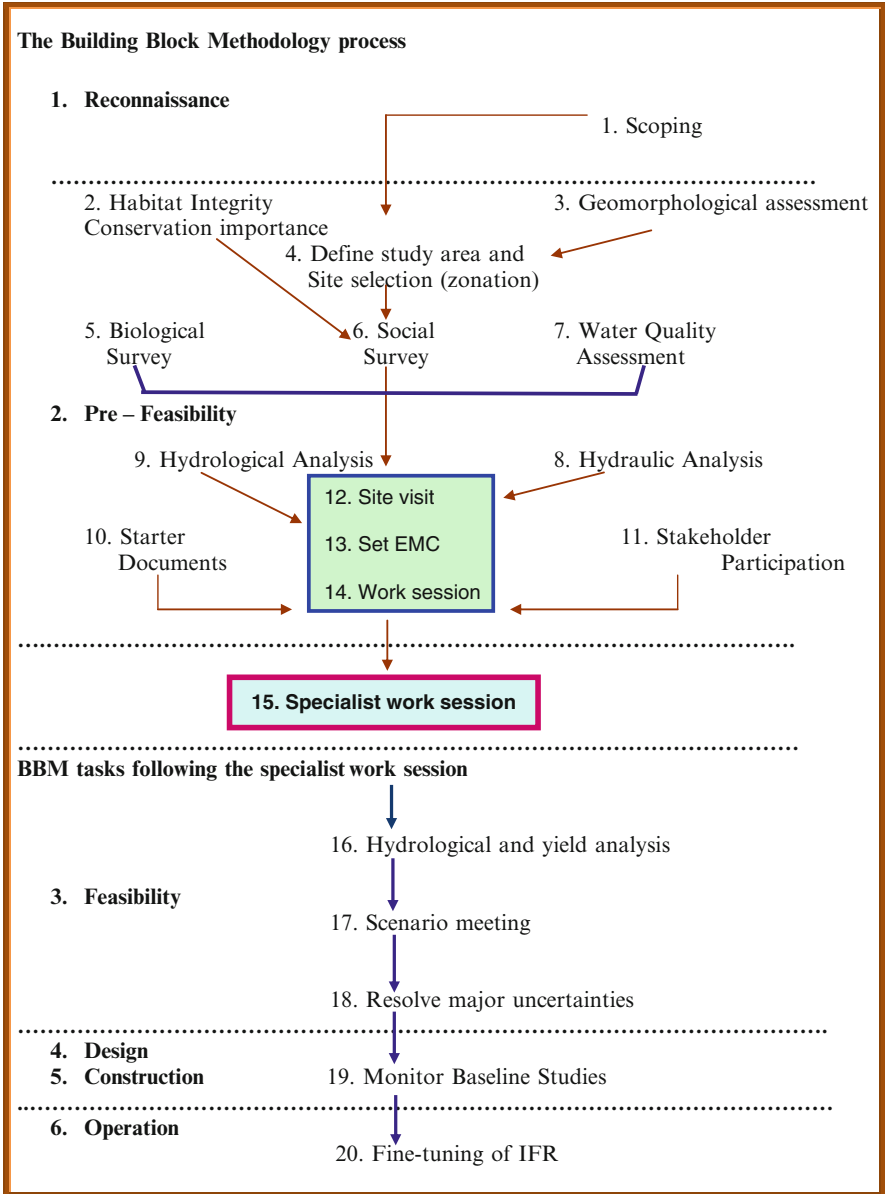 The Building Block Methodology process
1. Reconnaissance
1. Scoping
2. Habitat Integrity
Conservation importance
3. Geomorphological assessment
4. Define study area and
Site selection (zonation)
5. Biological
Survey
6. Social
Survey
7. Water Quality
Assessment
2. Pre – Feasibility
9. Hydrological Analysis
8. Hydraulic Analysis
12. Site visit
13. Set EMC
14. Work session
10. Starter
Documents
11. Stakeholder
Participation
15. Specialist work session
BBM tasks following the specialist work session
16. Hydrological and yield analysis
3. Feasibility
17. Scenario meeting
18. Resolve major uncertainties
4. Design
5. Construction
19. Monitor Baseline Studies
6. Operation
20. Fine-tuning of IFR